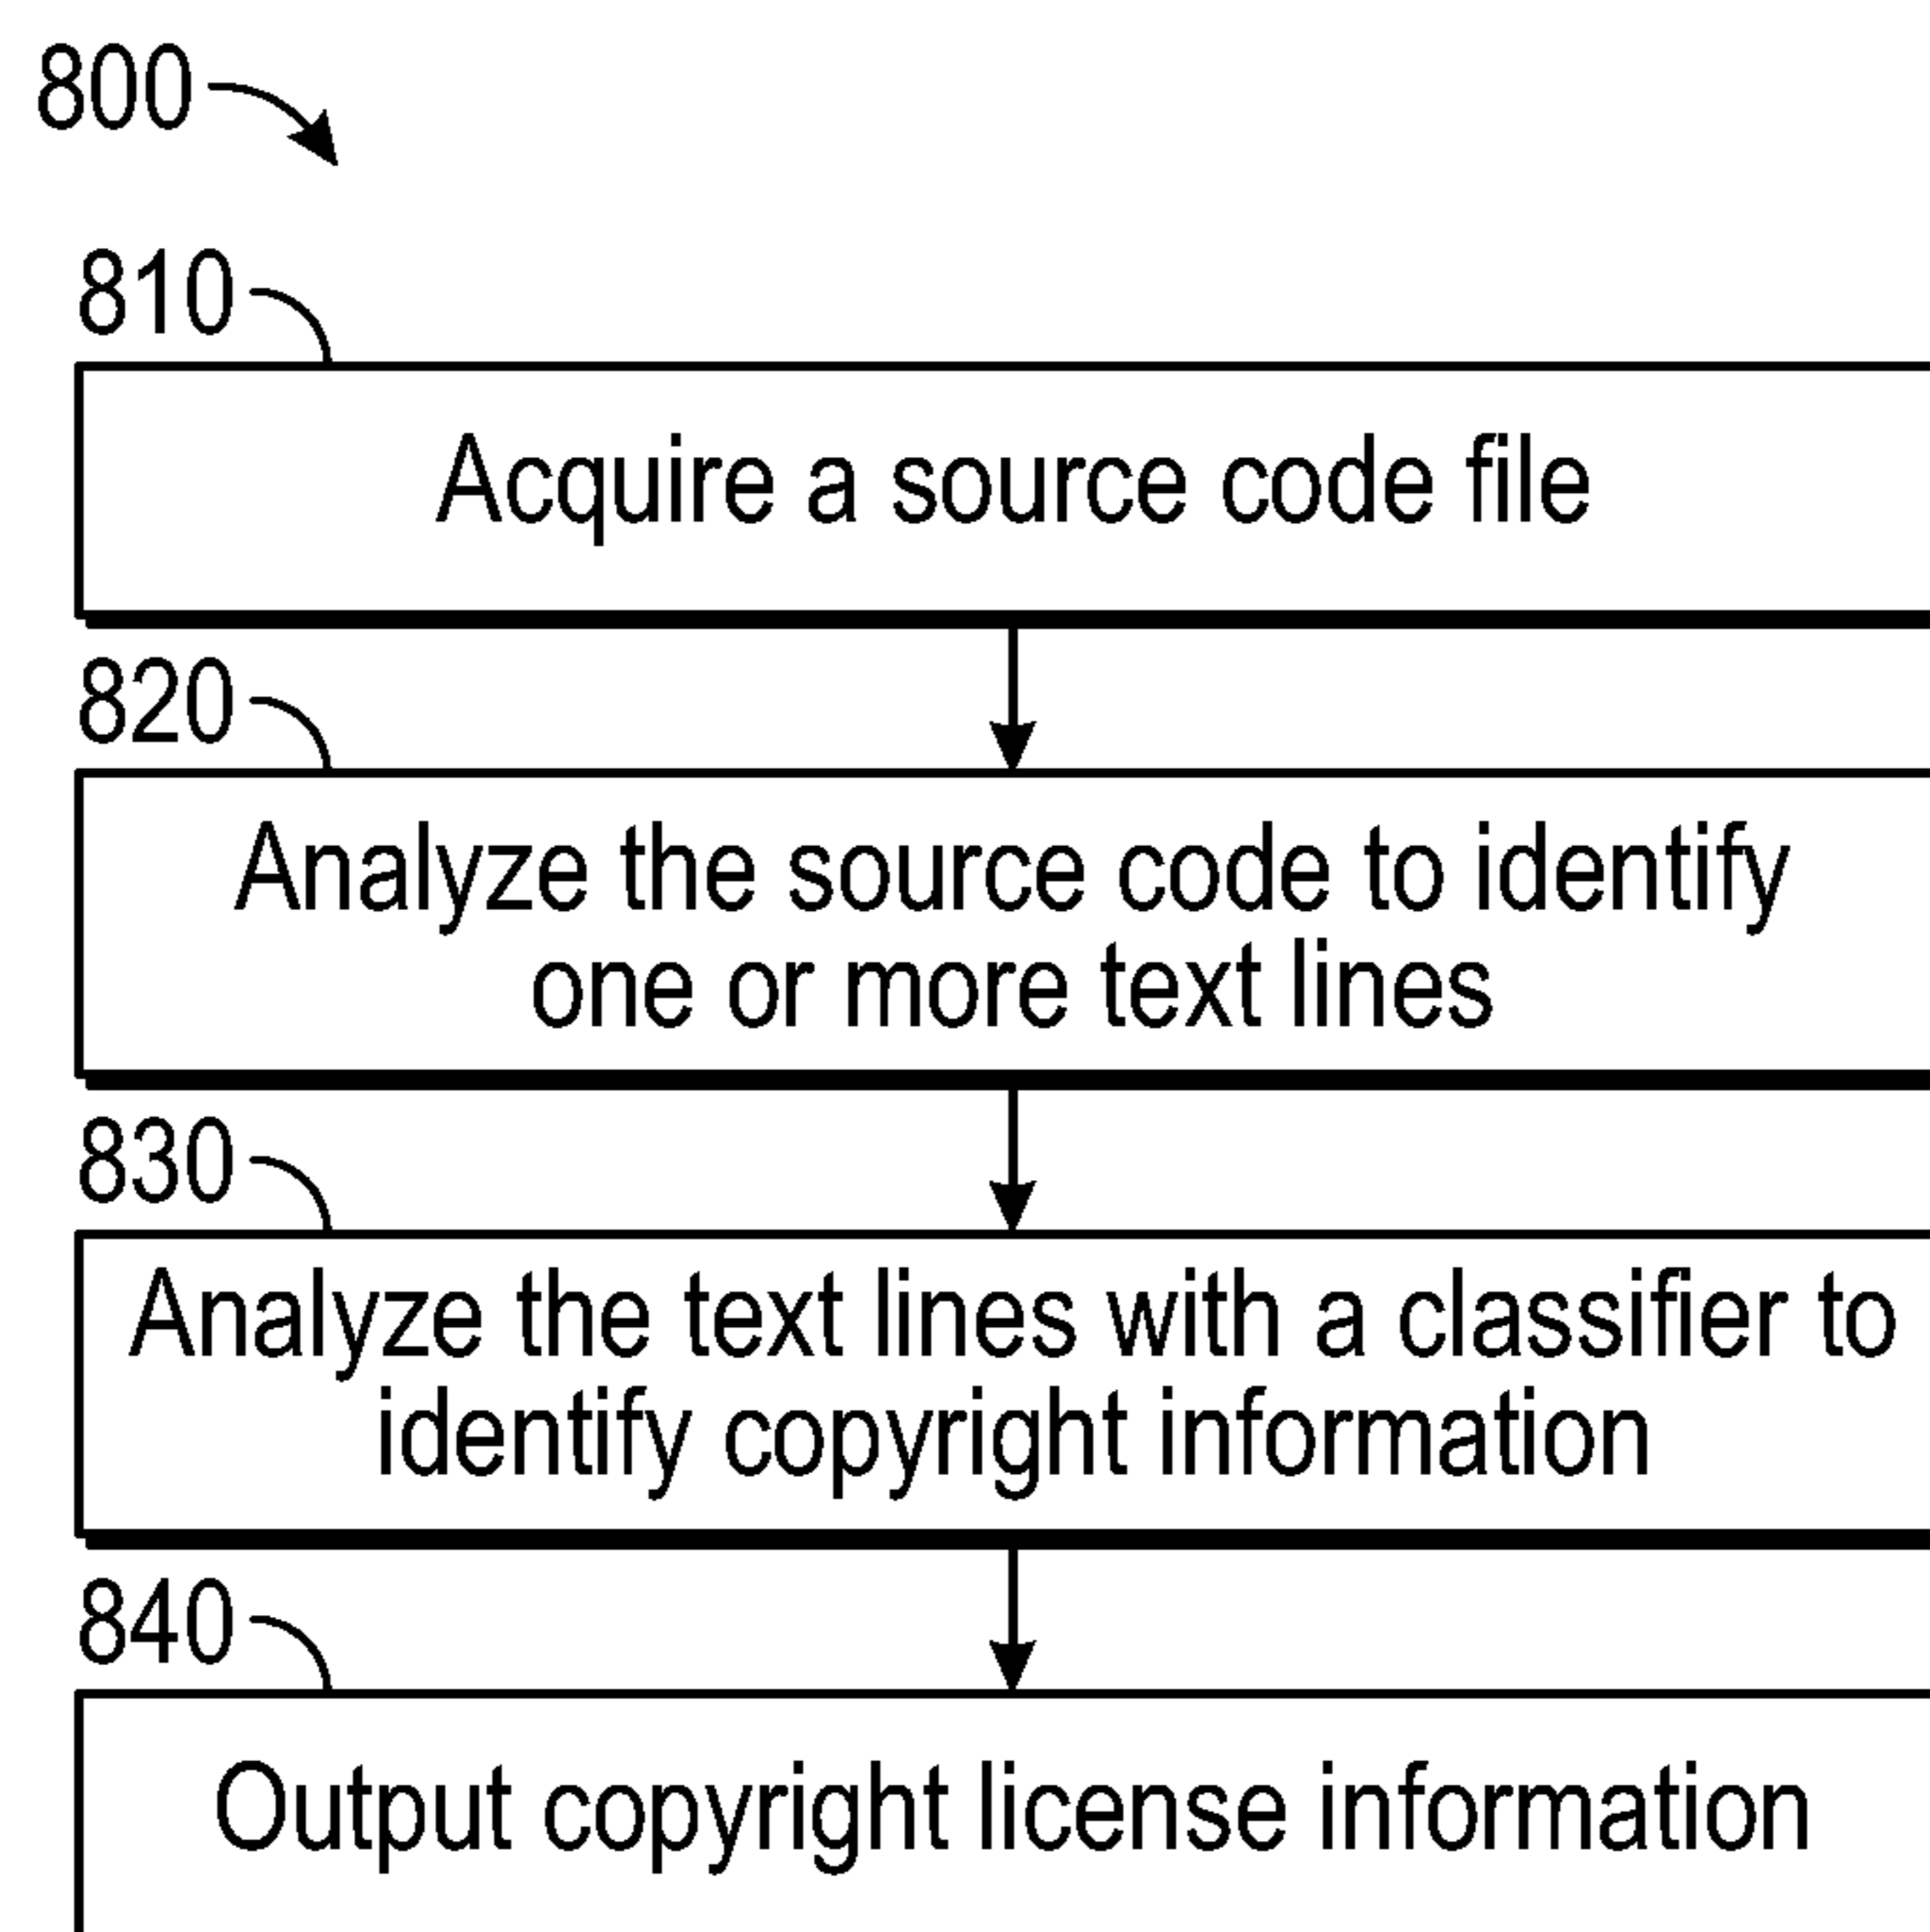 800
810
Acquire a source code file
820
Analyze the source code to identify
one or more text lines
830
Analyze the text lines with a classifier to
identify copyright information
840
Output copyright license information